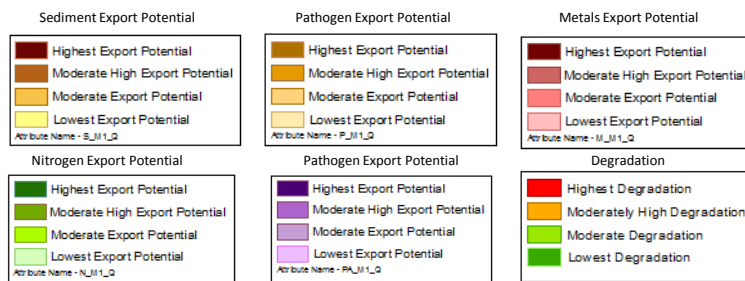 Sediment Export Potential
Highest Export Potential
Moderate High Export Potential
Moderate Export Potential
Lowest Export Potential
Attribute Name - S_M1_Q
Pathogen Export Potential
Highest Export Potential
Moderate High Export Potential
Moderate Export Potential
Lowest Export Potential
Attribute Name - P_M1_Q
Metals Export Potential
Highest Export Potential
Moderate High Export Potential
Moderate Export Potential
Lowest Export Potential
Attribute Name - M_M1_Q
Nitrogen Export Potential
Highest Export Potential
Moderate High Export Potential
Moderate Export Potential
Lowest Export Potential
Attribute Name - N_M1_Q
Pathogen Export Potential
Highest Export Potential
Moderate High Export Potential
Moderate Export Potential
Lowest Export Potential
Attribute Name - PA_M1_Q
Degradation
Highest Degradation
Moderately High Degradation
Moderate Degradation
Lowest Degradation